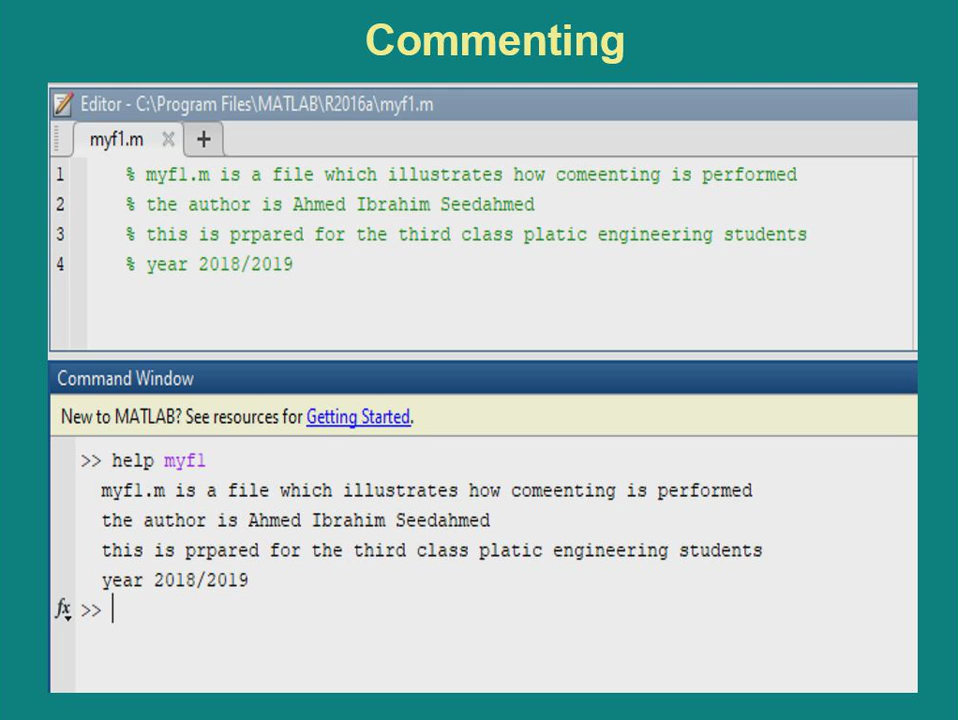 Commenting
Editor - C:\Program Files\MATLAB\R2016a\myf1.m
myf1.m × +
1 % myf1.m is a file which illustrates how comeenting is performed
2 % the author is Ahmed Ibrahim Seedahmed
3 % this is prpared for the third class platic engineering students
4 % year 2018/2019
Command Window
New to MATLAB? See resources for Getting Started.
>> help myf1
myf1.m is a file which illustrates how comeenting is performed
the author is Ahmed Ibrahim Seedahmed
this is prpared for the third class platic engineering students
year 2018/2019
fx >>